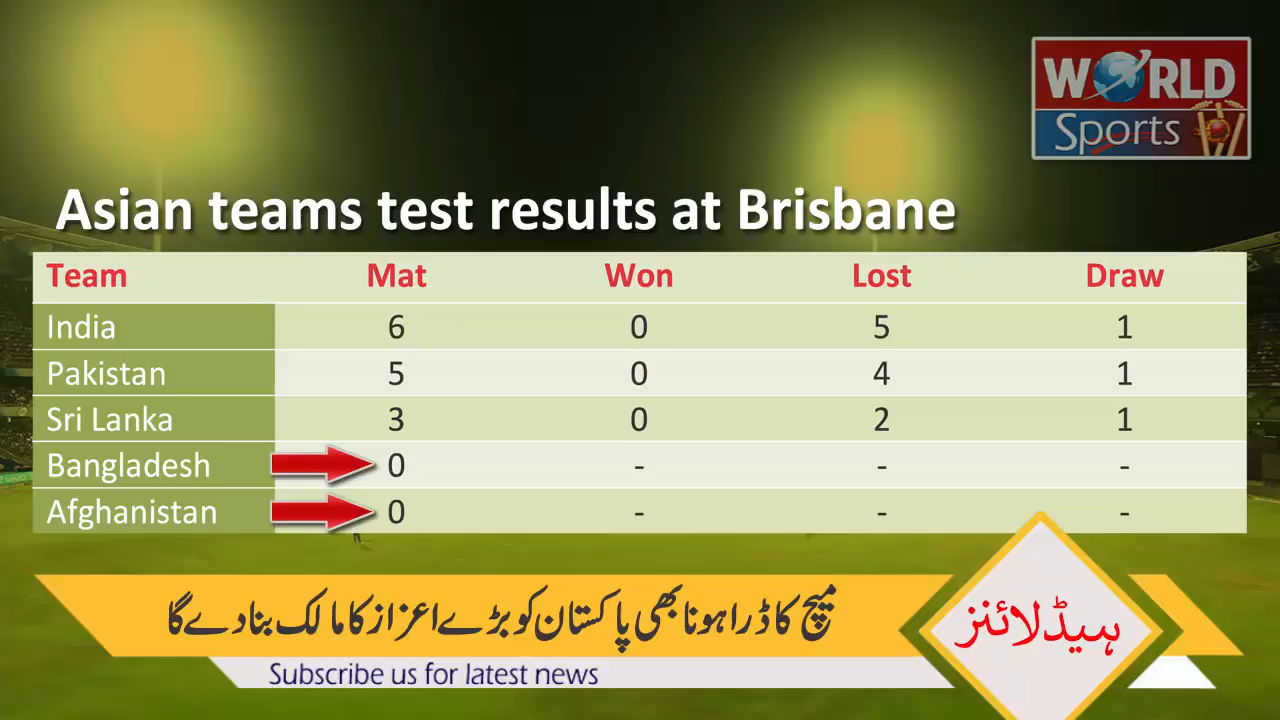 WORLD
Sports
Asian teams test results at Brisbane
Team Mat Won Lost Draw
India 6 0 5 1
Pakistan 5 0 4 1
Sri Lanka 3 0 2 1
Bangladesh 0 - - -
Afghanistan 0 - - -
میچ کا ڈرا ہونا بھی پاکستان کو بڑے اعزاز کا مالک بنا دے گا
ہیڈلائنز
Subscribe us for latest news